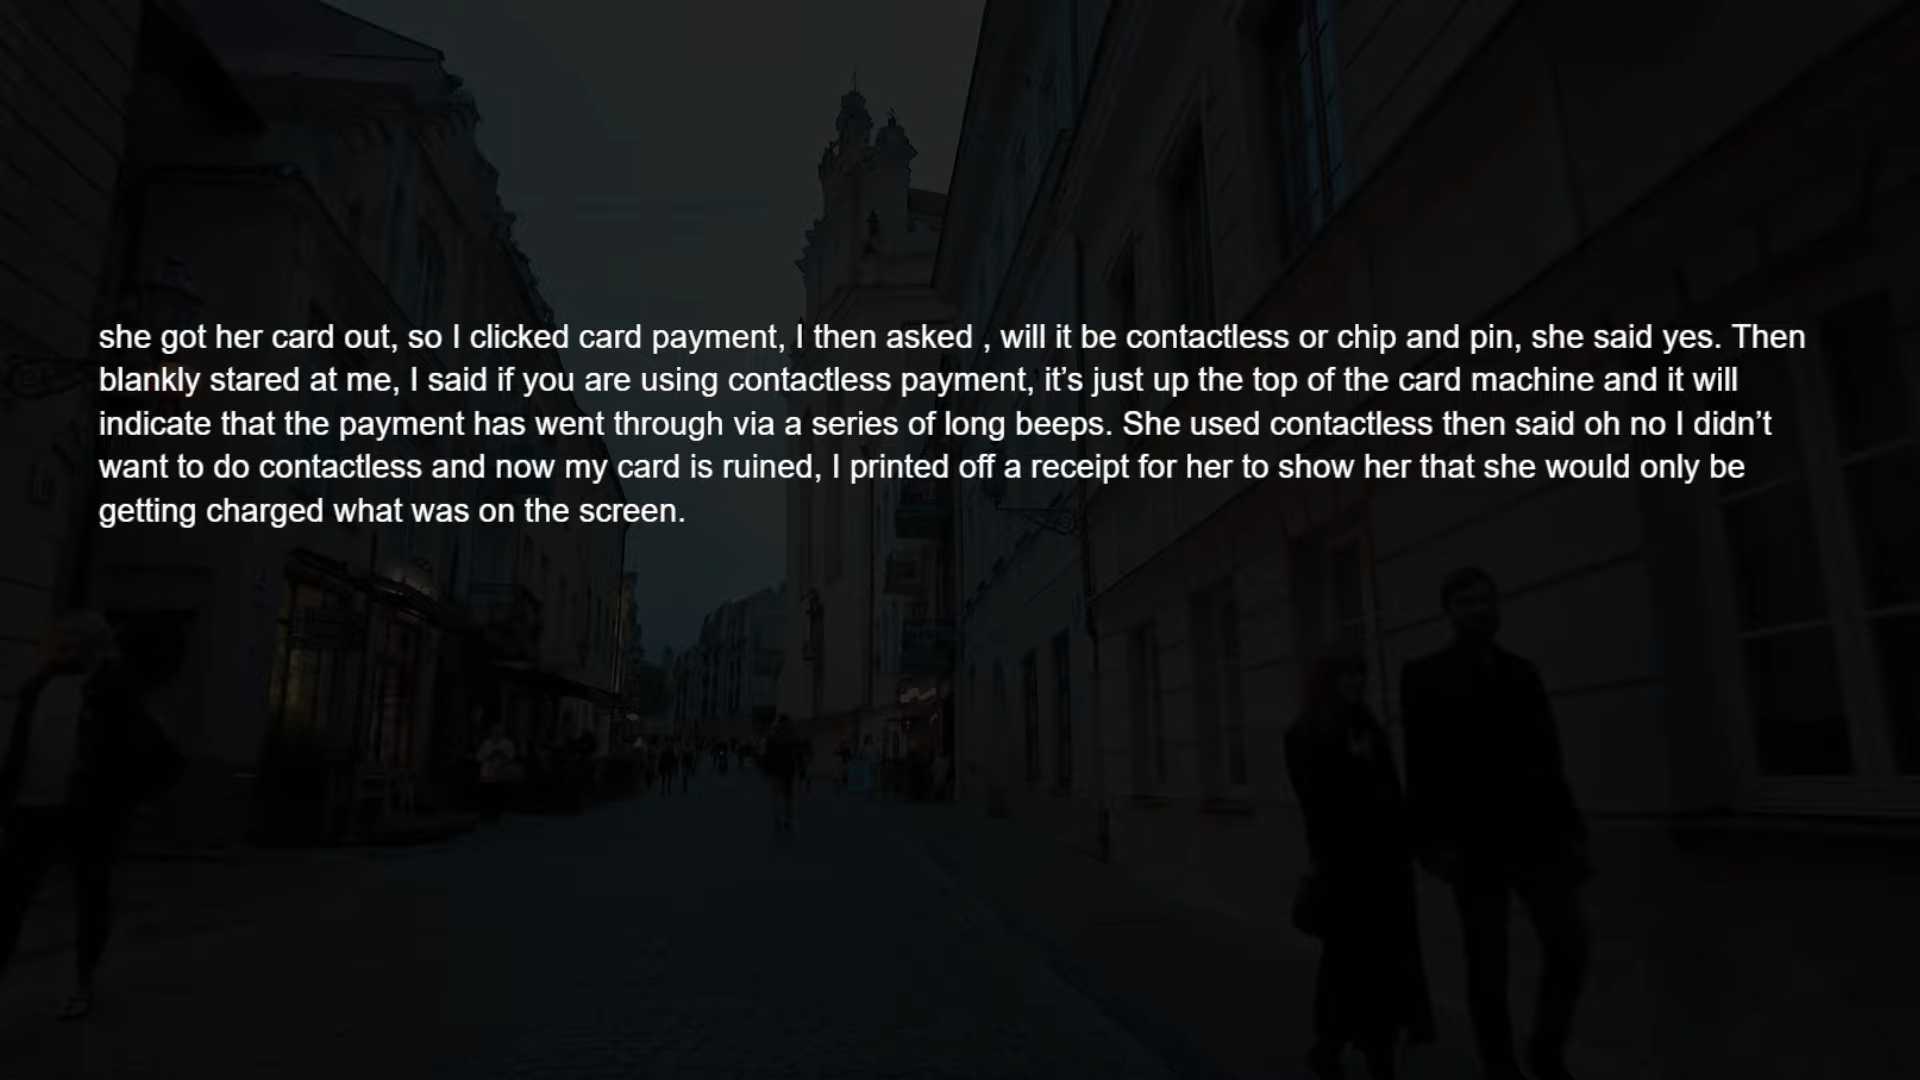 she got her card out, so I clicked card payment, I then asked , will it be contactless or chip and pin, she said yes. Then
blankly stared at me, I said if you are using contactless payment, it’s just up the top of the card machine and it will
indicate that the payment has went through via a series of long beeps. She used contactless then said oh no I didn’t
want to do contactless and now my card is ruined, I printed off a receipt for her to show her that she would only be
getting charged what was on the screen.